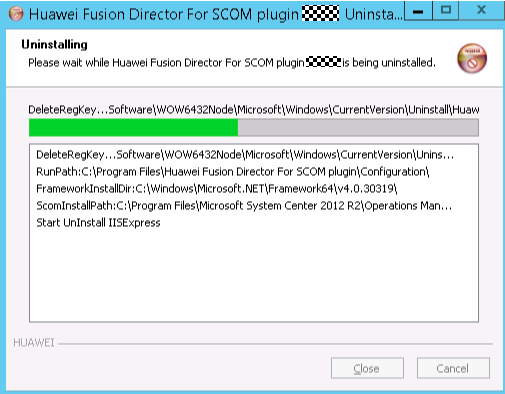 Huawei Fusion Director For SCOM plugin Uninsta...
Uninstalling
Please wait while Huawei Fusion Director For SCOM plugin is being uninstalled.
DeleteRegKey...Software\WOW6432Node\Microsoft\Windows\CurrentVersion\Uninstall\Huaw
DeleteRegKey...Software\WOW6432Node\Microsoft\Windows\CurrentVersion\Unins...
RunPath:C:\Program Files\Huawei Fusion Director For SCOM plugin\Configuration\
FrameworkInstallDir:C:\Windows\Microsoft.NET\Framework64\v4.0.30319\
ScomInstallPath:C:\Program Files\Microsoft System Center 2012 R2\Operations Man...
Start UnInstall IISExpress
HUAWEI
Close
Cancel